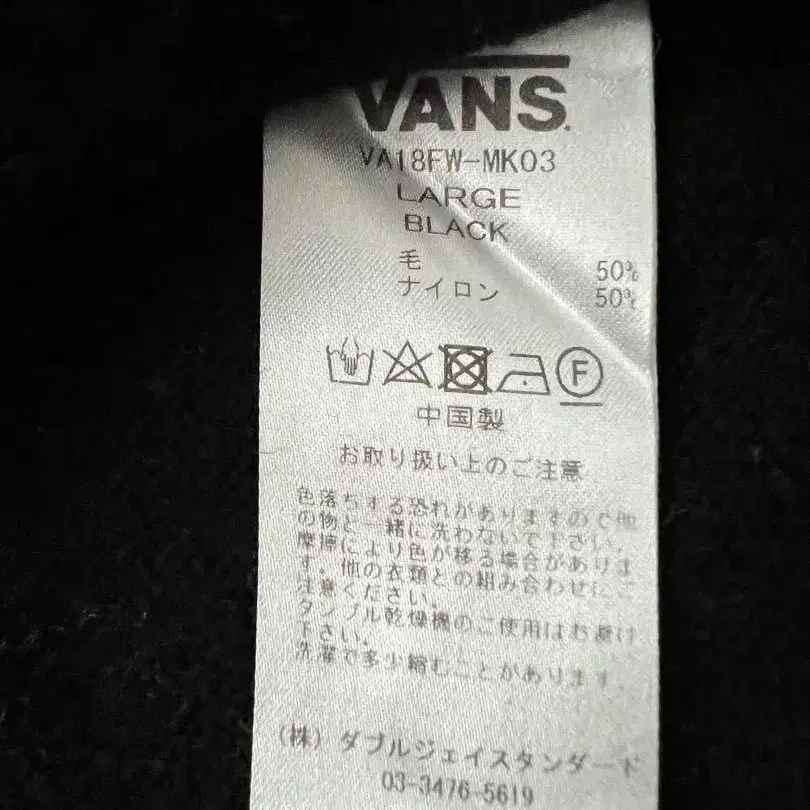 VANS
VA18FW-MK03
LARGE
BLACK
毛 50%
ナイロン 50%
F
中国製
お取り扱い上のご注意
色落ちする恐れがありますので他
の物と一緒に洗わないで下さい。
摩擦により色が移る場合がありま
す。他の衣類との組み合わせにご
注意ください。
タンブル乾燥機のご使用はお避け
下さい。
洗濯で多少縮むことがあります。
(株)ダブルジェイスタンダード
03-3476-5619